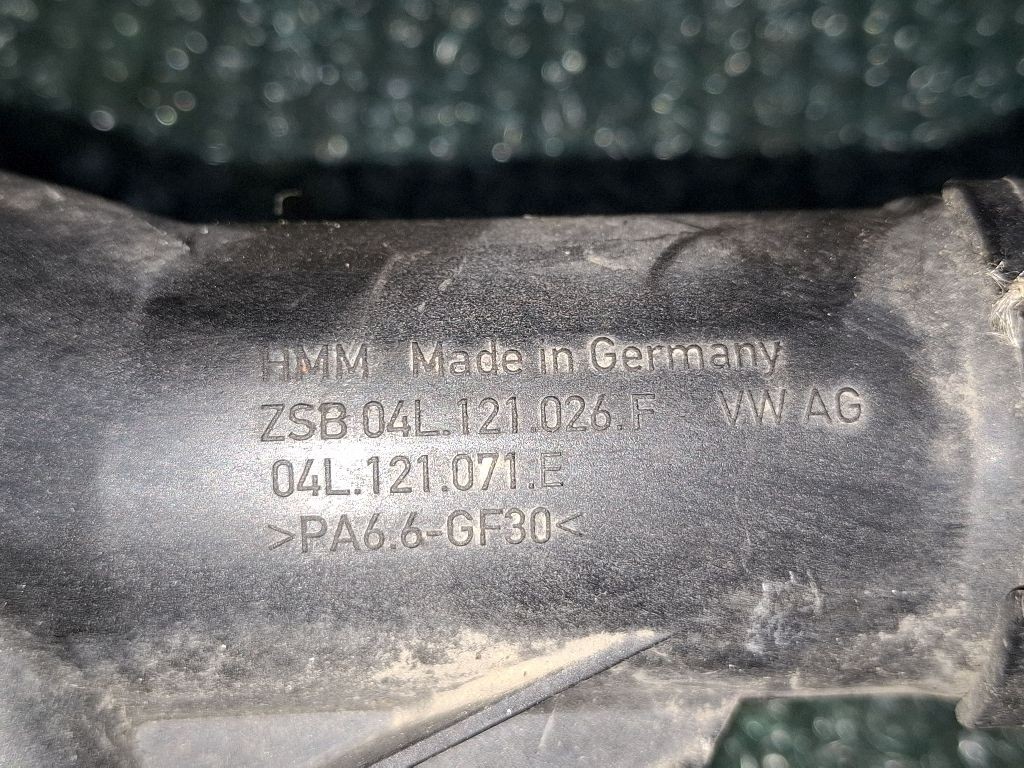 HMM Made in Germany
ZSB 04L.121.026.F VW AG
04L.121.071.E
>PA6.6-GF30<